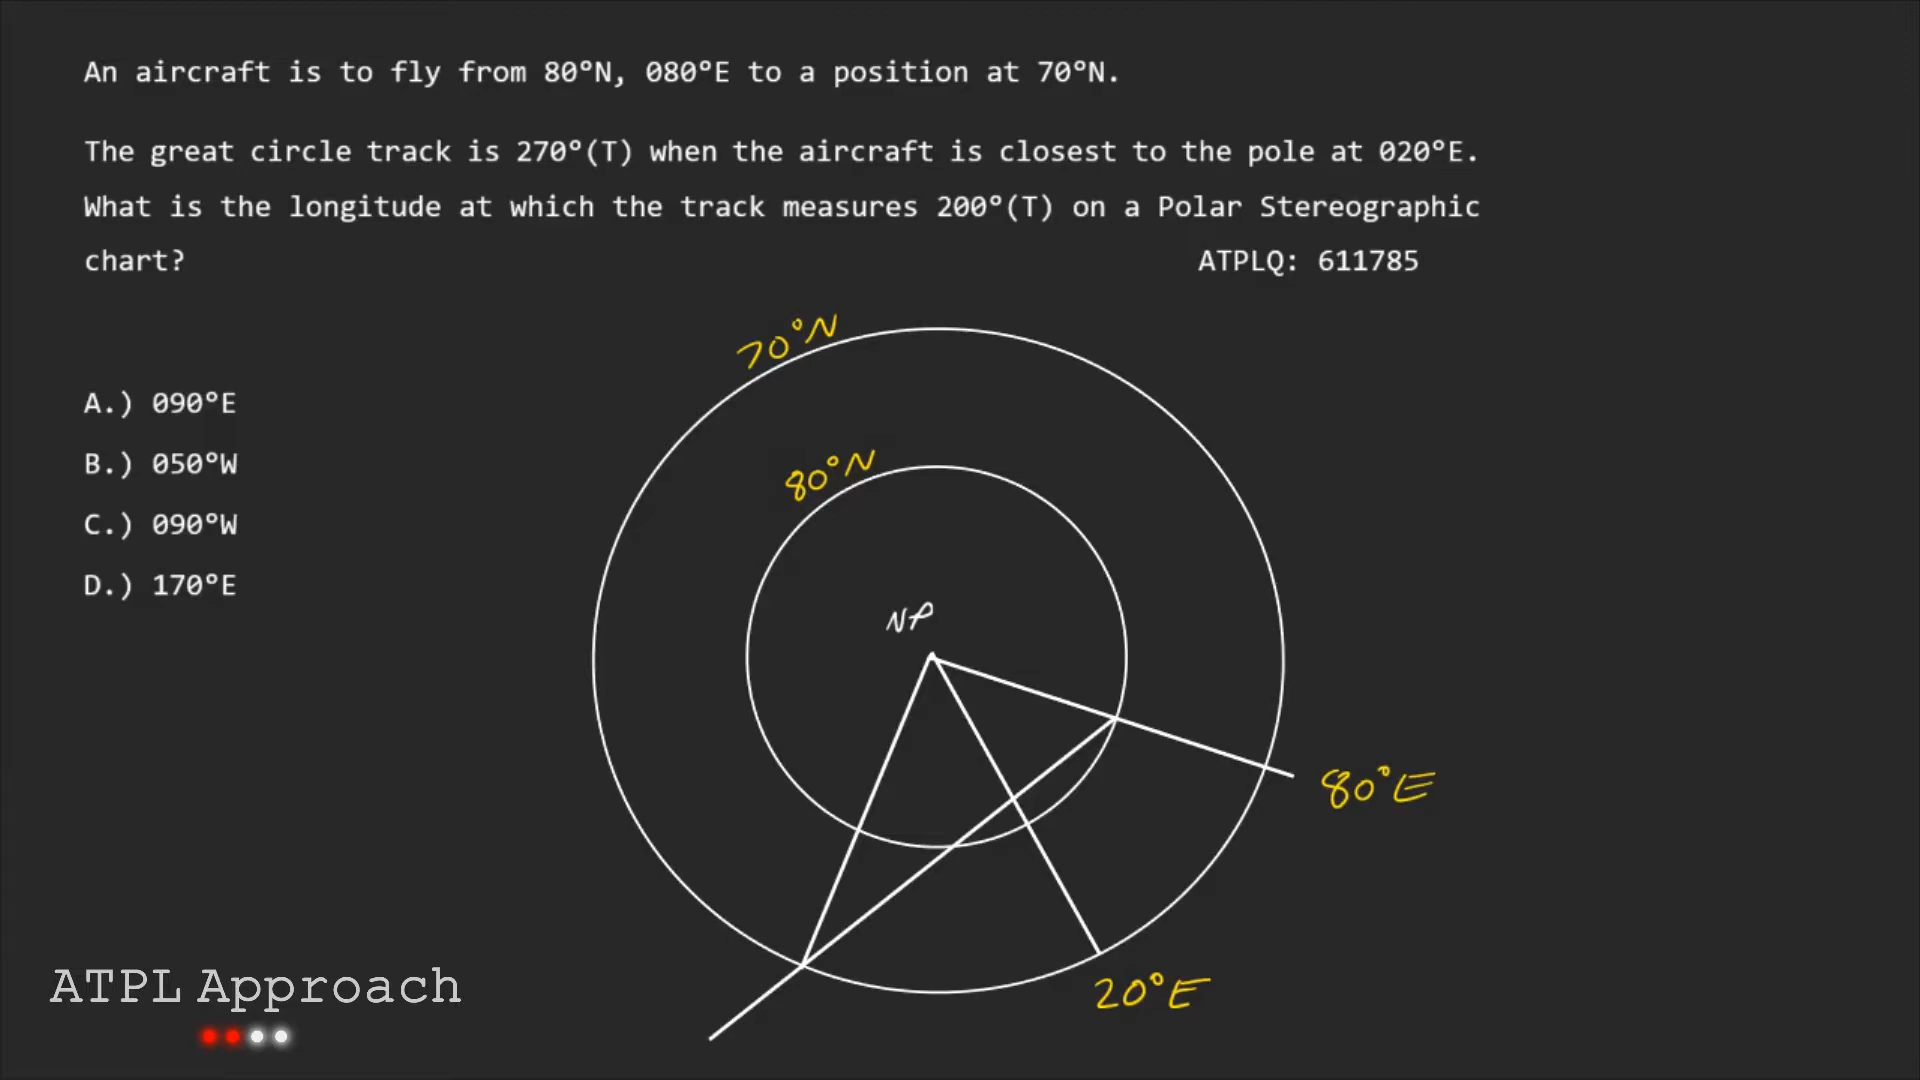 An aircraft is to fly from 80°N, 080°E to a position at 70°N.
The great circle track is 270°(T) when the aircraft is closest to the pole at 020°E.
What is the longitude at which the track measures 200°(T) on a Polar Stereographic
chart?
ATPLQ: 611785
A.) 090°E
B.) 050°W
C.) 090°W
D.) 170°E
70°N
80°N
NP
80°E
20°E
ATPL Approach